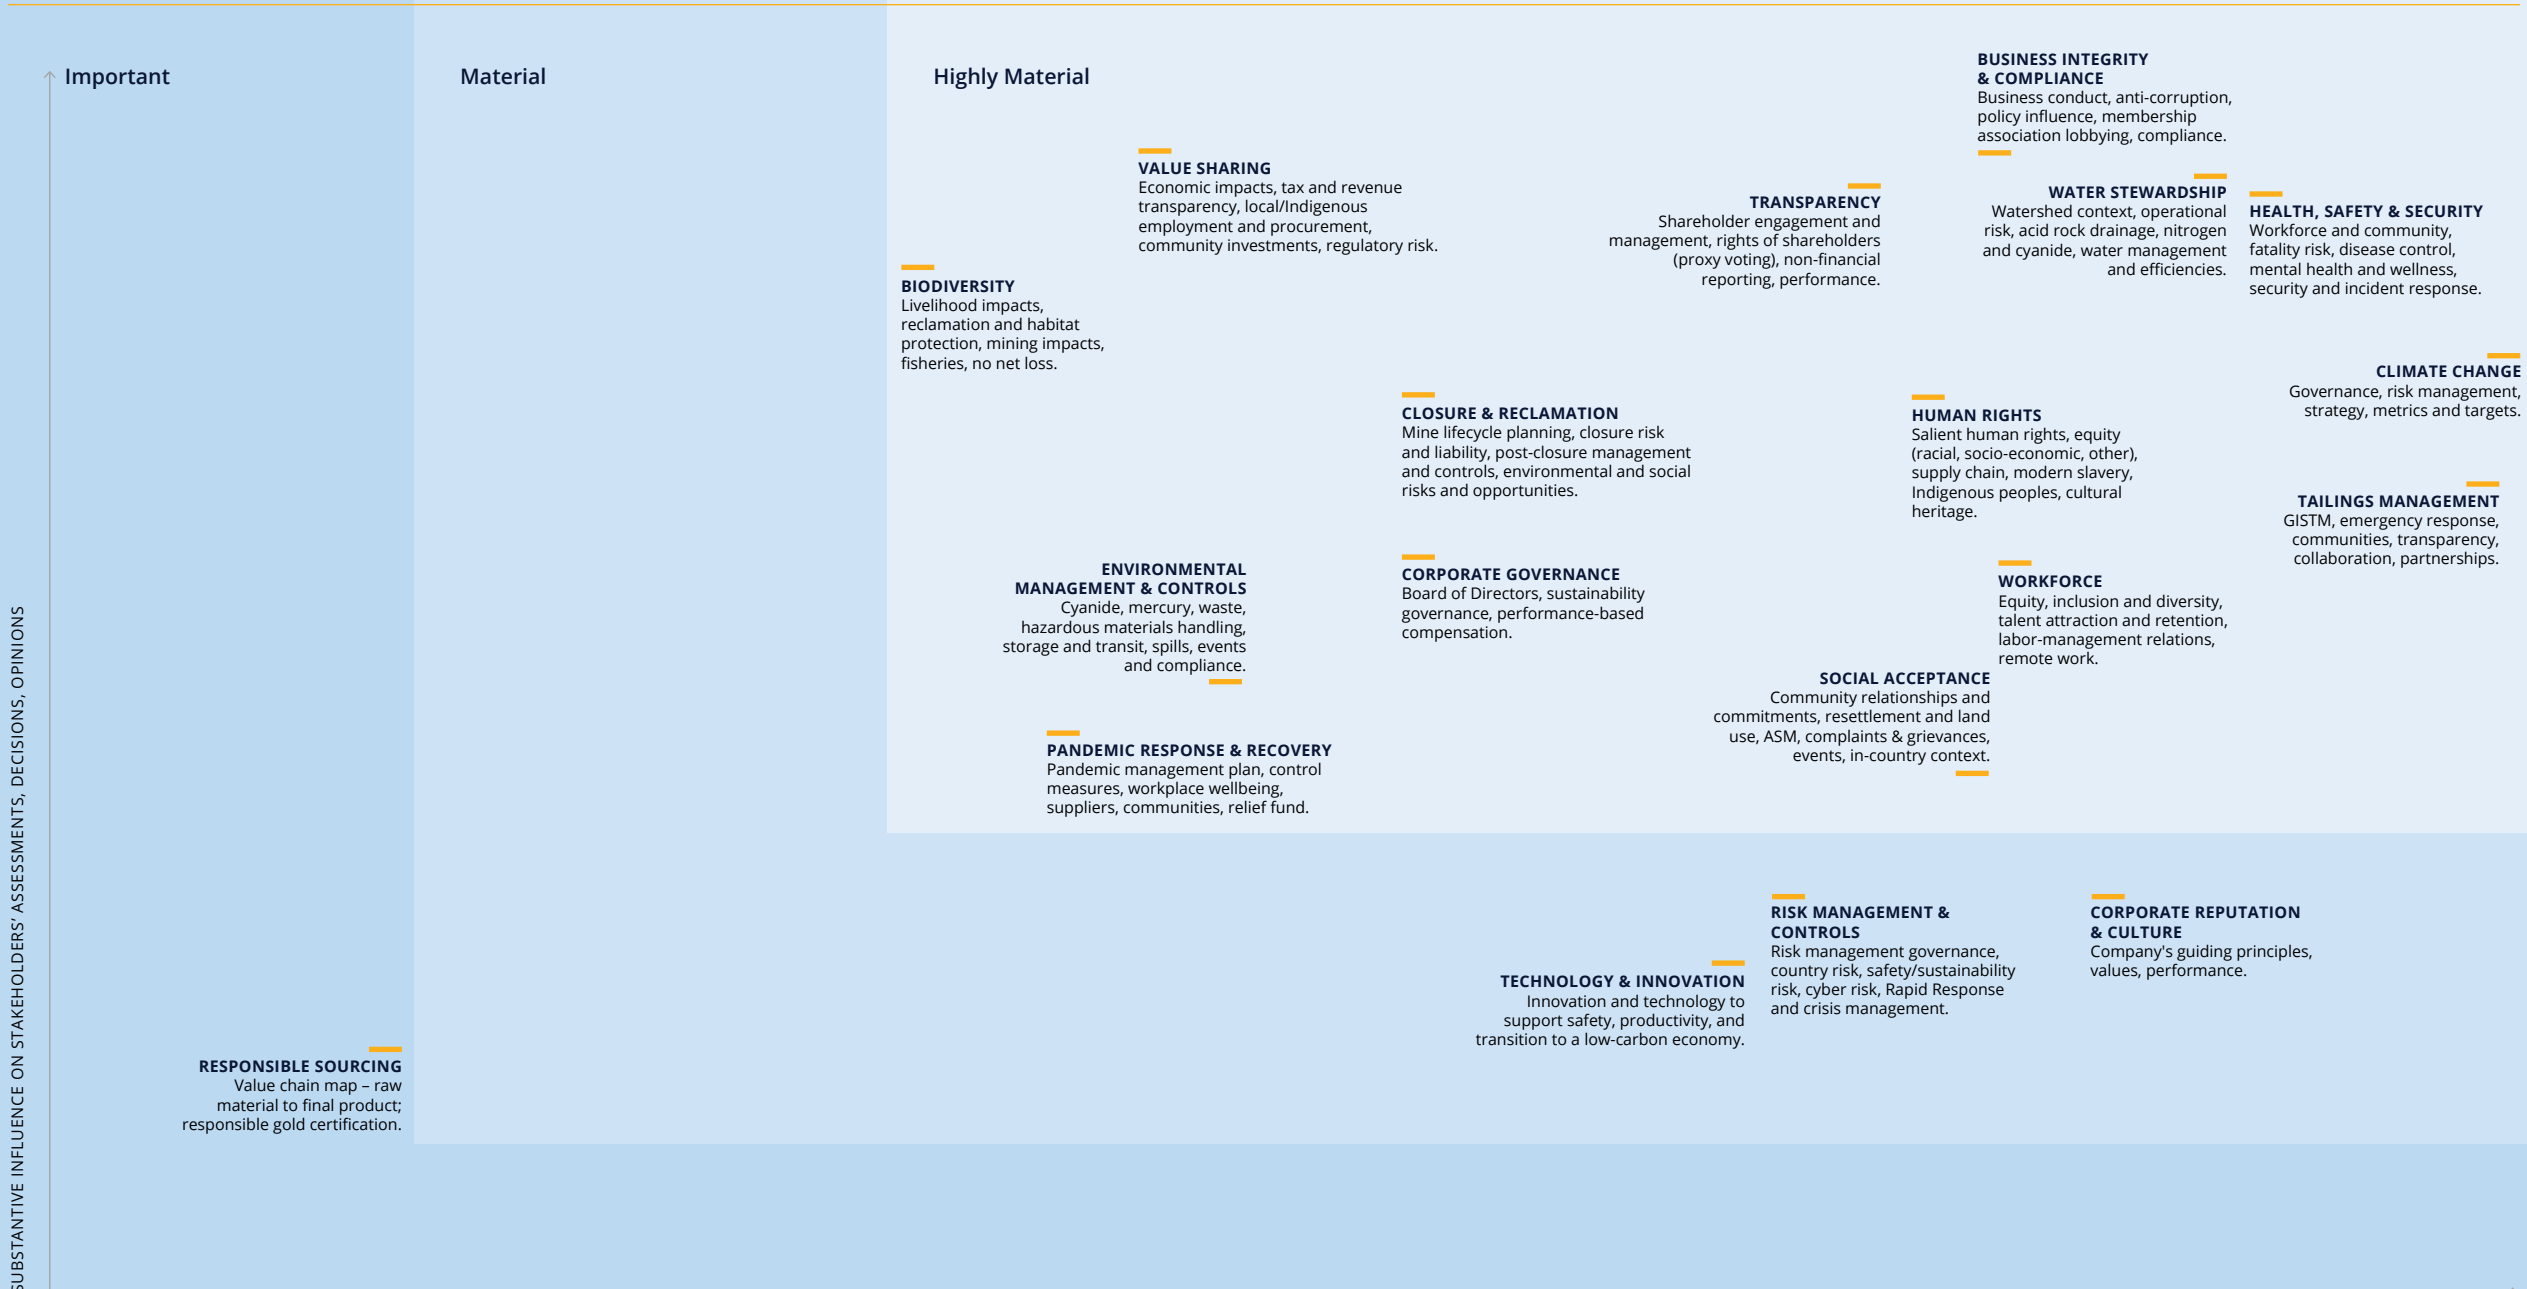 Important
Material
Highly Material
BUSINESS INTEGRITY
& COMPLIANCE
Business conduct, anti-corruption,
policy influence, membership
association lobbying, compliance.
VALUE SHARING
Economic impacts, tax and revenue
transparency, local/Indigenous
employment and procurement,
community investments, regulatory risk.
TRANSPARENCY
Shareholder engagement and
management, rights of shareholders
(proxy voting), non-financial
reporting, performance.
WATER STEWARDSHIP
Watershed context, operational
risk, acid rock drainage, nitrogen
and cyanide, water management
and efficiencies.
HEALTH, SAFETY & SECURITY
Workforce and community,
fatality risk, disease control,
mental health and wellness,
security and incident response.
BIODIVERSITY
Livelihood impacts,
reclamation and habitat
protection, mining impacts,
fisheries, no net loss.
CLIMATE CHANGE
Governance, risk management,
strategy, metrics and targets.
CLOSURE & RECLAMATION
Mine lifecycle planning, closure risk
and liability, post-closure management
and controls, environmental and social
risks and opportunities.
HUMAN RIGHTS
Salient human rights, equity
(racial, socio-economic, other),
supply chain, modern slavery,
Indigenous peoples, cultural
heritage.
TAILINGS MANAGEMENT
GISTM, emergency response,
communities, transparency,
collaboration, partnerships.
ENVIRONMENTAL
MANAGEMENT & CONTROLS
Cyanide, mercury, waste,
hazardous materials handling,
storage and transit, spills, events
and compliance.
CORPORATE GOVERNANCE
Board of Directors, sustainability
governance, performance-based
compensation.
WORKFORCE
Equity, inclusion and diversity,
talent attraction and retention,
labor-management relations,
remote work.
SOCIAL ACCEPTANCE
Community relationships and
commitments, resettlement and land
use, ASM, complaints & grievances,
events, in-country context.
PANDEMIC RESPONSE & RECOVERY
Pandemic management plan, control
measures, workplace wellbeing,
suppliers, communities, relief fund.
RISK MANAGEMENT &
CONTROLS
Risk management governance,
country risk, safety/sustainability
risk, cyber risk, Rapid Response
and crisis management.
CORPORATE REPUTATION
& CULTURE
Company's guiding principles,
values, performance.
TECHNOLOGY & INNOVATION
Innovation and technology to
support safety, productivity, and
transition to a low-carbon economy.
RESPONSIBLE SOURCING
Value chain map – raw
material to final product;
responsible gold certification.
SUBSTANTIVE INFLUENCE ON STAKEHOLDERS' ASSESSMENTS, DECISIONS, OPINIONS